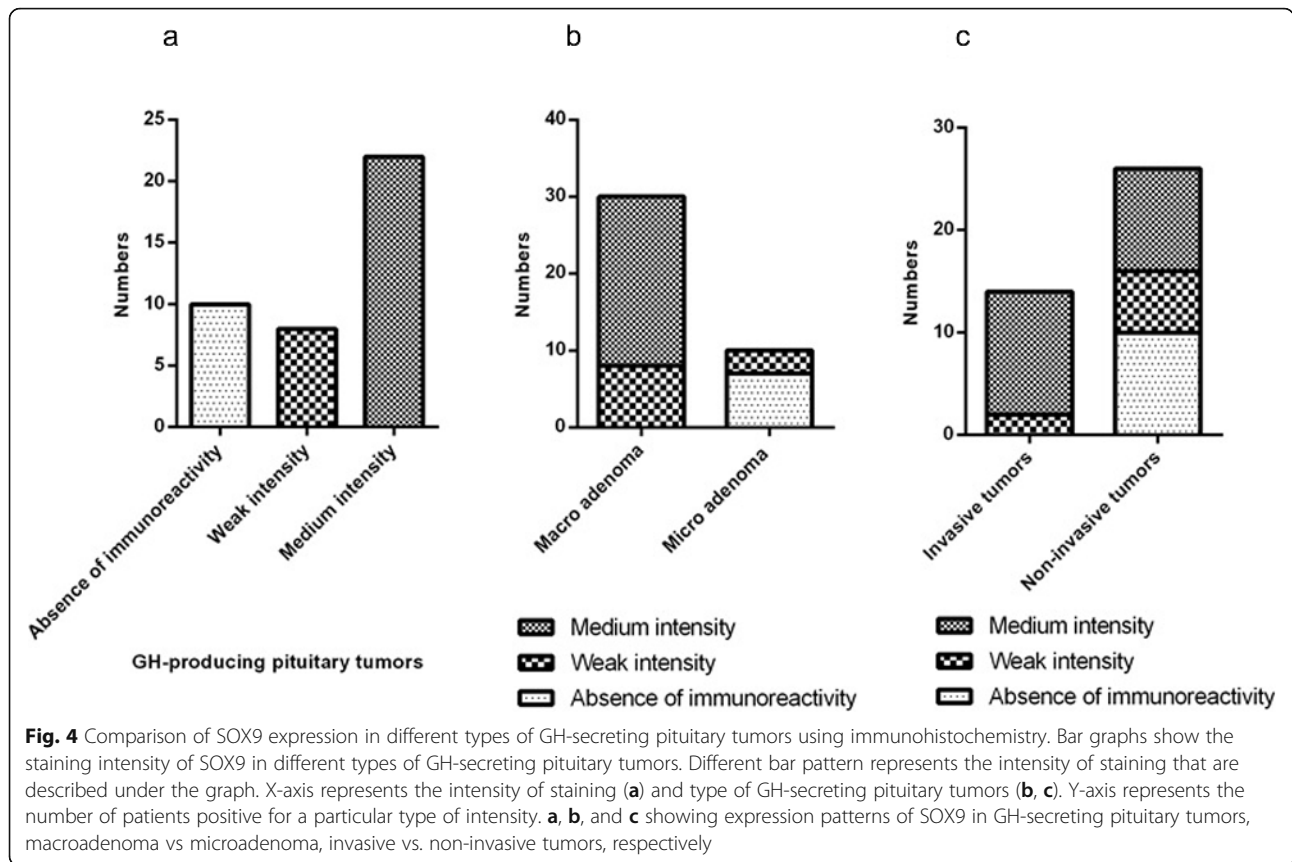 a
b
c
25
20
15
10
5
0
Numbers
Absence of immunoreactivity
Weak intensity
Medium intensity
GH-producing pituitary tumors
40
30
20
10
0
Numbers
Macro adenoma
Micro adenoma
Medium intensity
Weak intensity
Absence of immunoreactivity
30
20
10
0
Numbers
Invasive tumors
Non-invasive tumors
Medium intensity
Weak intensity
Absence of immunoreactivity
Fig. 4 Comparison of SOX9 expression in different types of GH-secreting pituitary tumors using immunohistochemistry. Bar graphs show the
staining intensity of SOX9 in different types of GH-secreting pituitary tumors. Different bar pattern represents the intensity of staining that are
described under the graph. X-axis represents the intensity of staining (a) and type of GH-secreting pituitary tumors (b, c). Y-axis represents the
number of patients positive for a particular type of intensity. a, b, and c showing expression patterns of SOX9 in GH-secreting pituitary tumors,
macroadenoma vs microadenoma, invasive vs. non-invasive tumors, respectively